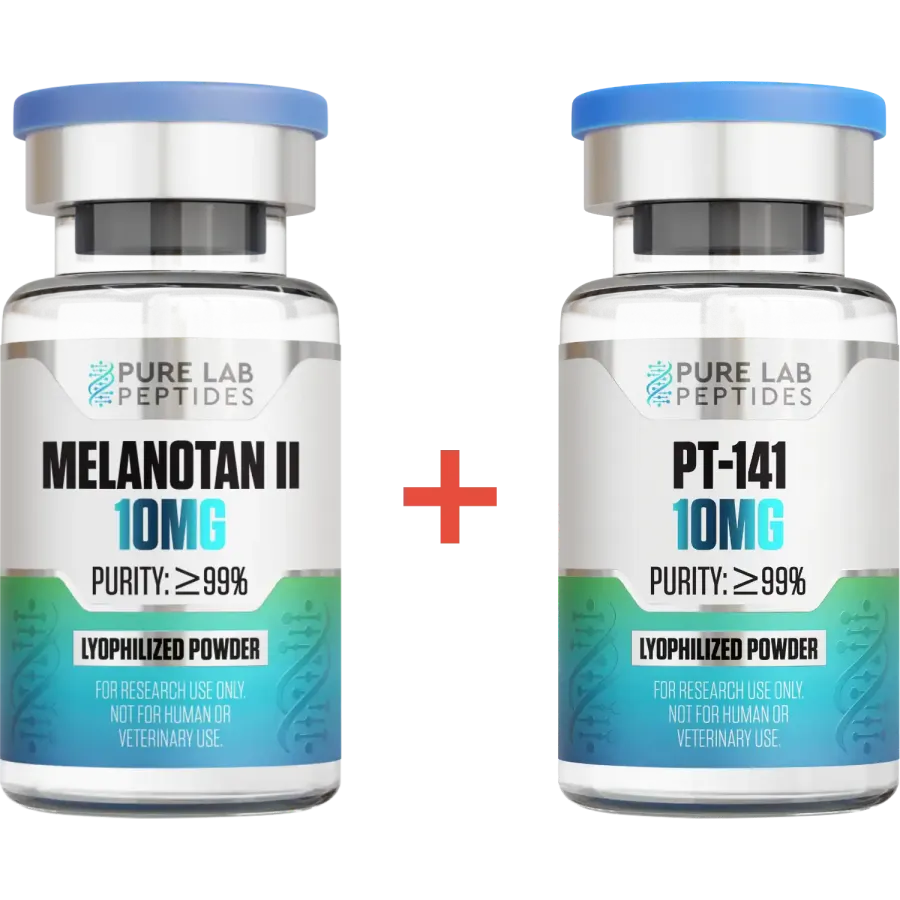 PURE LAB
PEPTIDES
MELANOTAN II
10MG
PURITY: ≥99%
LYOPHILIZED POWDER
FOR RESEARCH USE ONLY.
NOT FOR HUMAN OR
VETERINARY USE.
+
PURE LAB
PEPTIDES
PT-141
10MG
PURITY: ≥99%
LYOPHILIZED POWDER
FOR RESEARCH USE ONLY.
NOT FOR HUMAN OR
VETERINARY USE.